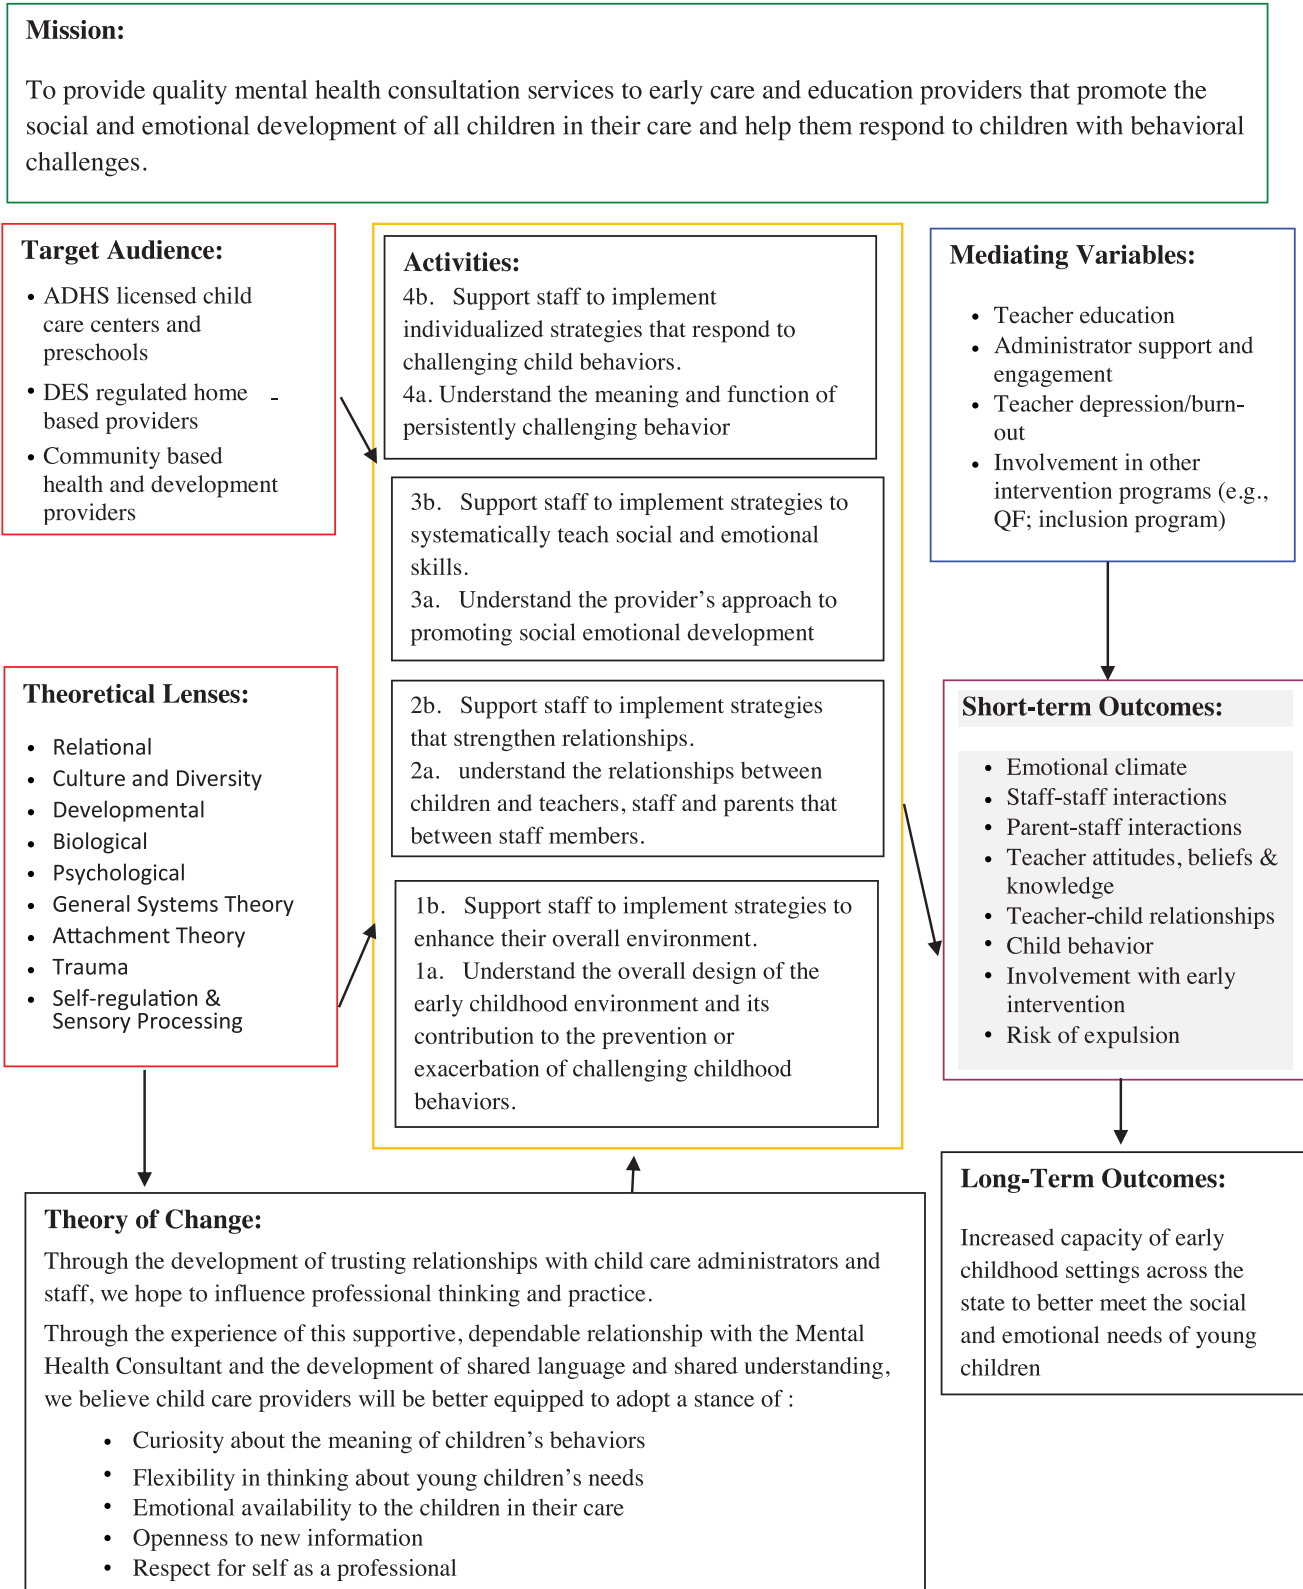 Mission:
To provide quality mental health consultation services to early care and education providers that promote the
social and emotional development of all children in their care and help them respond to children with behavioral
challenges.
Target Audience:
• ADHS licensed child
care centers and
preschools
• DES regulated home -
based providers
• Community based
health and development
providers
Theoretical Lenses:
• Relational
• Culture and Diversity
• Developmental
• Biological
• Psychological
• General Systems Theory
• Attachment Theory
• Trauma
• Self-regulation &
Sensory Processing
Activities:
4b. Support staff to implement
individualized strategies that respond to
challenging child behaviors.
4a. Understand the meaning and function of
persistently challenging behavior
3b. Support staff to implement strategies to
systematically teach social and emotional
skills.
3a. Understand the provider’s approach to
promoting social emotional development
2b. Support staff to implement strategies
that strengthen relationships.
2a. understand the relationships between
children and teachers, staff and parents that
between staff members.
1b. Support staff to implement strategies to
enhance their overall environment.
1a. Understand the overall design of the
early childhood environment and its
contribution to the prevention or
exacerbation of challenging childhood
behaviors.
Mediating Variables:
• Teacher education
• Administrator support and
engagement
• Teacher depression/burn-
out
• Involvement in other
intervention programs (e.g.,
QF; inclusion program)
Short-term Outcomes:
• Emotional climate
• Staff-staff interactions
• Parent-staff interactions
• Teacher attitudes, beliefs &
knowledge
• Teacher-child relationships
• Child behavior
• Involvement with early
intervention
• Risk of expulsion
Long-Term Outcomes:
Increased capacity of early
childhood settings across the
state to better meet the social
and emotional needs of young
children
Theory of Change:
Through the development of trusting relationships with child care administrators and
staff, we hope to influence professional thinking and practice.
Through the experience of this supportive, dependable relationship with the Mental
Health Consultant and the development of shared language and shared understanding,
we believe child care providers will be better equipped to adopt a stance of :
• Curiosity about the meaning of children’s behaviors
• Flexibility in thinking about young children’s needs
• Emotional availability to the children in their care
• Openness to new information
• Respect for self as a professional